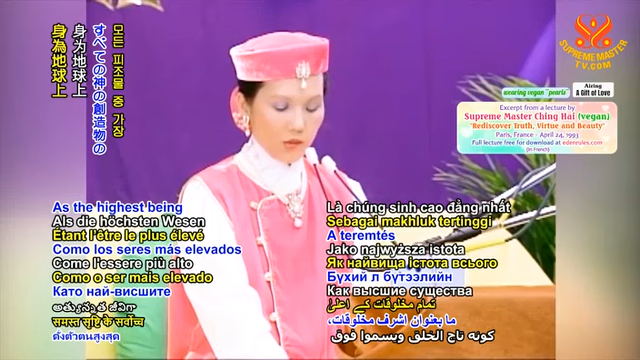 모든 피조물 중 가장
すべての神の創造物の
身为地球上
身為地球上
SUPREME MASTER
TV.COM
wearing vegan "pearls"
Airing
A Gift of Love
Excerpt from a lecture by
Supreme Master Ching Hai (vegan)
"Rediscover Truth, Virtue and Beauty"
Paris, France - April 24, 1993
Full lecture free for download at edenrules.com
(in French)
As the highest being
Als die höchsten Wesen
Étant l'être le plus élevé
Como los seres más elevados
Come l'essere più alto
Como o ser mais elevado
Като най-висшите
అత్యున్నత జీవిగా
समस्त सृष्टि के सर्वोच्च
ดั่งตัวตนสูงสุด
Là chúng sinh cao đẳng nhất
Sebagai makhluk tertinggi
A teremtés
Jako najwyższa istota
Як найвища істота всього
Бүхий л бүтээлийн
Как высшие существа
تمام مخلوقات کے اعلیٰ
ما بعنوان اشرف مخلوقات،
كونه تاج الخلق ويسموا فوق